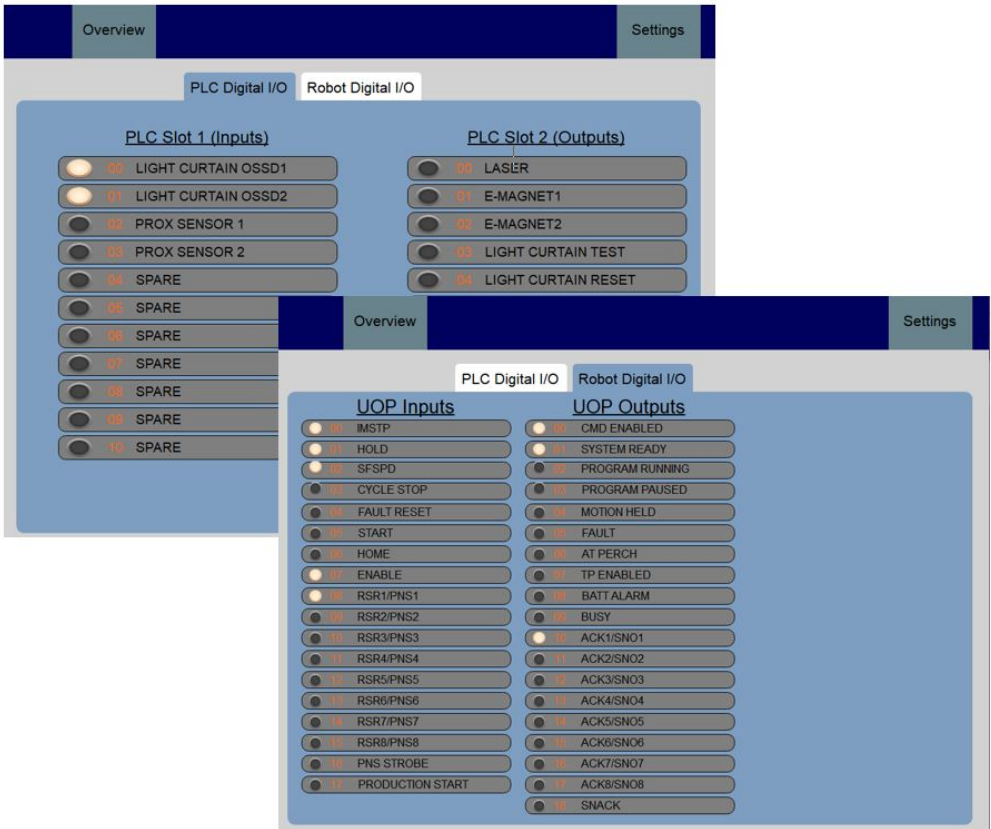 Overview
Settings
PLC Digital I/O
Robot Digital I/O
PLC Slot 1 (Inputs)
00 LIGHT CURTAIN OSSD1
01 LIGHT CURTAIN OSSD2
02 PROX SENSOR 1
03 PROX SENSOR 2
04 SPARE
05 SPARE
06 SPARE
07 SPARE
08 SPARE
09 SPARE
10 SPARE
PLC Slot 2 (Outputs)
00 LASER
01 E-MAGNET1
02 E-MAGNET2
03 LIGHT CURTAIN TEST
04 LIGHT CURTAIN RESET
Overview
Settings
PLC Digital I/O
Robot Digital I/O
UOP Inputs
00 IMSTP
01 HOLD
02 SFSPD
03 CYCLE STOP
04 FAULT RESET
05 START
06 HOME
07 ENABLE
08 RSR1/PNS1
09 RSR2/PNS2
10 RSR3/PNS3
11 RSR4/PNS4
12 RSR5/PNS5
13 RSR6/PNS6
14 RSR7/PNS7
15 RSR8/PNS8
16 PNS STROBE
17 PRODUCTION START
UOP Outputs
00 CMD ENABLED
01 SYSTEM READY
02 PROGRAM RUNNING
03 PROGRAM PAUSED
04 MOTION HELD
05 FAULT
06 AT PERCH
07 TP ENABLED
08 BATT ALARM
09 BUSY
10 ACK1/SNO1
11 ACK2/SNO2
12 ACK3/SNO3
13 ACK4/SNO4
14 ACK5/SNO5
15 ACK6/SNO6
16 ACK7/SNO7
17 ACK8/SNO8
18 SNACK